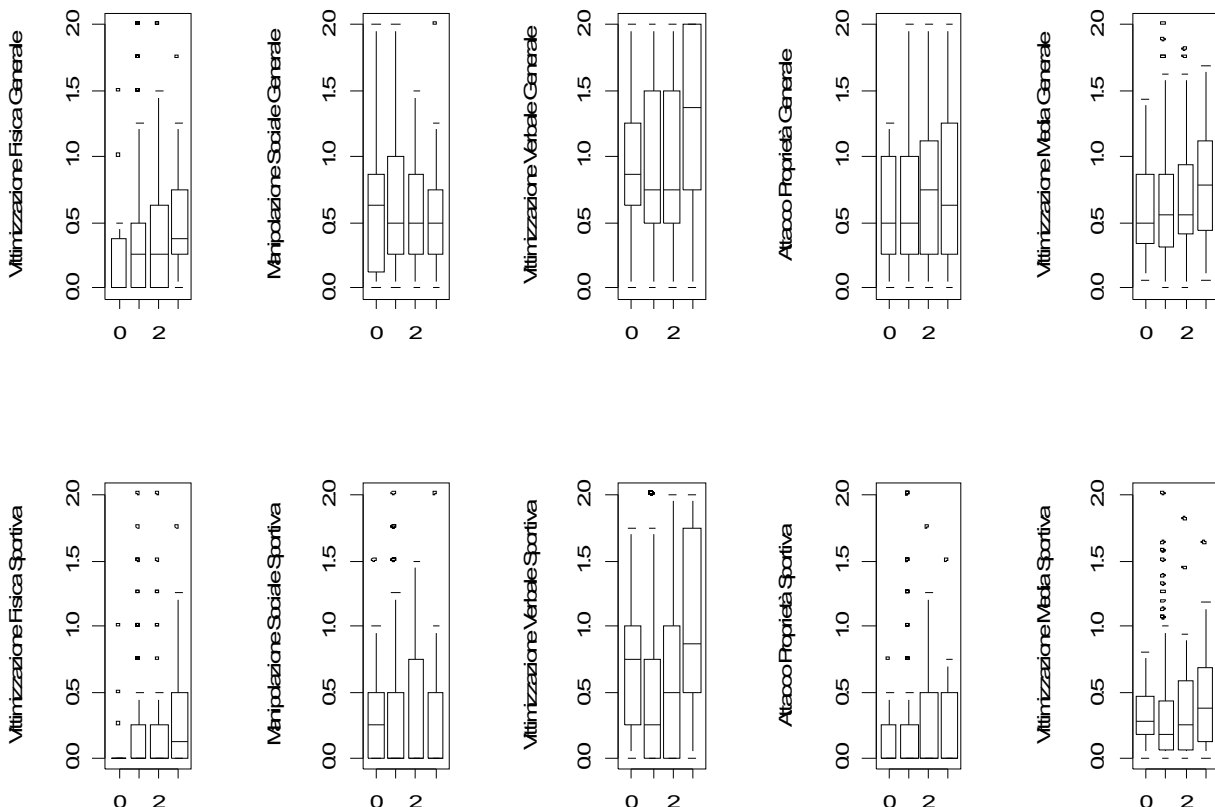 Vittimizzazione Fisica Generale
0.0 0.5 1.0 1.5 2.0
0 2
Manipolazione Sociale Generale
0.0 0.5 1.0 1.5 2.0
0 2
Vittimizzazione Verbale Generale
0.0 0.5 1.0 1.5 2.0
0 2
Attacco Proprietà Generale
0.0 0.5 1.0 1.5 2.0
0 2
Vittimizzazione Media Generale
0.0 0.5 1.0 1.5 2.0
0 2
Vittimizzazione Fisica Sportiva
0.0 0.5 1.0 1.5 2.0
0 2
Manipolazione Sociale Sportiva
0.0 0.5 1.0 1.5 2.0
0 2
Vittimizzazione Verbale Sportiva
0.0 0.5 1.0 1.5 2.0
0 2
Attacco Proprietà Sportiva
0.0 0.5 1.0 1.5 2.0
0 2
Vittimizzazione Media Sportiva
0.0 0.5 1.0 1.5 2.0
0 2